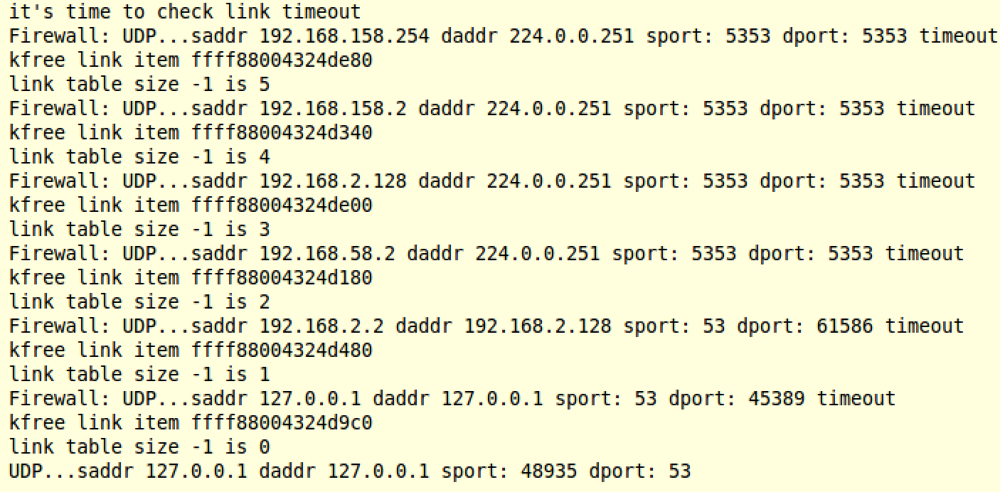 it's time to check link timeout
Firewall: UDP...saddr 192.168.158.254 daddr 224.0.0.251 sport: 5353 dport: 5353 timeout
kfree link item ffff88004324de80
link table size -1 is 5
Firewall: UDP...saddr 192.168.158.2 daddr 224.0.0.251 sport: 5353 dport: 5353 timeout
kfree link item ffff88004324d340
link table size -1 is 4
Firewall: UDP...saddr 192.168.2.128 daddr 224.0.0.251 sport: 5353 dport: 5353 timeout
kfree link item ffff88004324de00
link table size -1 is 3
Firewall: UDP...saddr 192.168.58.2 daddr 224.0.0.251 sport: 5353 dport: 5353 timeout
kfree link item ffff88004324d180
link table size -1 is 2
Firewall: UDP...saddr 192.168.2.2 daddr 192.168.2.128 sport: 53 dport: 61586 timeout
kfree link item ffff88004324d480
link table size -1 is 1
Firewall: UDP...saddr 127.0.0.1 daddr 127.0.0.1 sport: 53 dport: 45389 timeout
kfree link item ffff88004324d9c0
link table size -1 is 0
UDP...saddr 127.0.0.1 daddr 127.0.0.1 sport: 48935 dport: 53